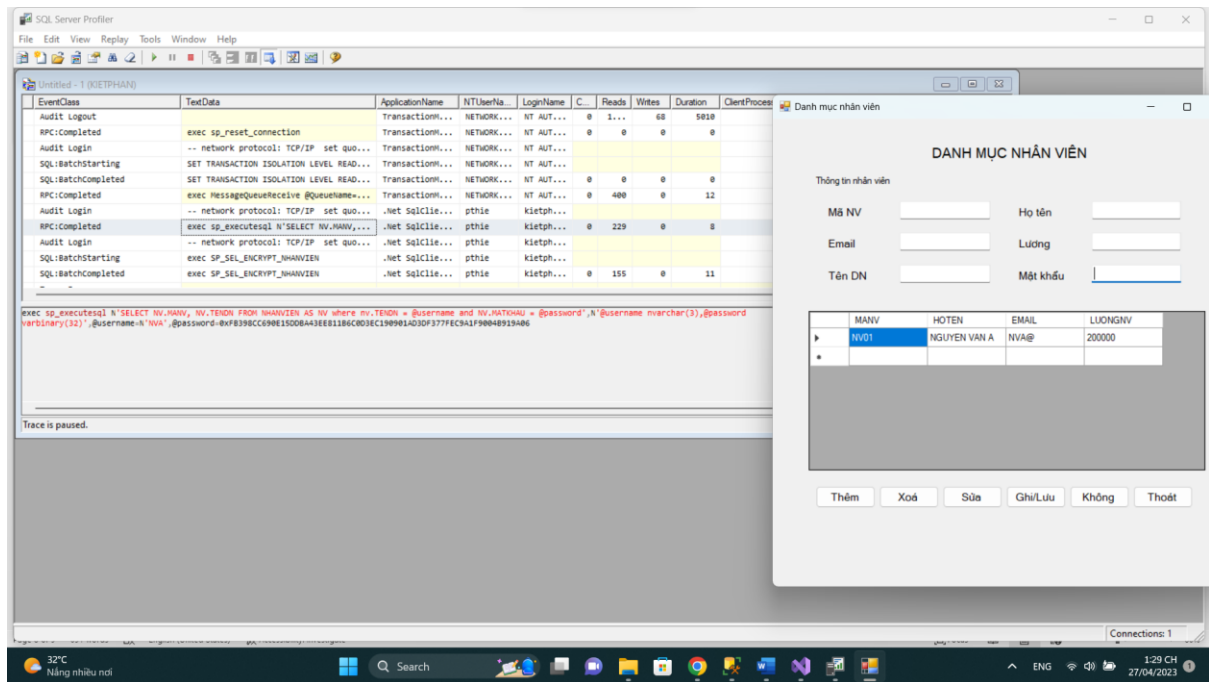 SQL Server Profiler
File Edit View Replay Tools Window Help
Untitled - 1 (KIETPHAN)
EventClass TextData ApplicationName NTUserNa... LoginName C... Reads Writes Duration ClientProcess
Audit Logout TransactionM... NETWORK... NT AUT... 0 1... 68 5010
RPC:Completed exec sp_reset_connection TransactionM... NETWORK... NT AUT... 0 0 0 0
Audit Login -- network protocol: TCP/IP set quo... TransactionM... NETWORK... NT AUT...
SQL:BatchStarting SET TRANSACTION ISOLATION LEVEL READ... TransactionM... NETWORK... NT AUT...
SQL:BatchCompleted SET TRANSACTION ISOLATION LEVEL READ... TransactionM... NETWORK... NT AUT... 0 0 0 0
RPC:Completed exec MessageQueueReceive @QueueName=... TransactionM... NETWORK... NT AUT... 0 400 0 12
Audit Login -- network protocol: TCP/IP set quo... .Net SqlClie... pthie kietph...
RPC:Completed exec sp_executesql N'SELECT NV.MANV,... .Net SqlClie... pthie kietph... 0 229 0 8
Audit Login -- network protocol: TCP/IP set quo... .Net SqlClie... pthie kietph...
SQL:BatchStarting exec SP_SEL_ENCRYPT_NHANVIEN .Net SqlClie... pthie kietph...
SQL:BatchCompleted exec SP_SEL_ENCRYPT_NHANVIEN .Net SqlClie... pthie kietph... 0 155 0 11
exec sp_executesql N'SELECT NV.MANV, NV.TENDN FROM NHANVIEN AS NV where nv.TENDN = @username and NV.MATKHAU = @password',N'@username nvarchar(3),@password
varbinary(32)',@username=N'NVA',
Trace is paused.
Danh mục nhân viên
DANH MỤC NHÂN VIÊN
Thông tin nhân viên
Mã NV Họ tên
Email Lương
Tên DN Mật khẩu
MANV HOTEN EMAIL LUONGNV
NV01 NGUYEN VAN A NVA@ 200000
Thêm Xoá Sửa Ghi/Lưu Không Thoát
Connections: 1
32°C
Nắng nhiều nơi
Search
ENG
1:29 CH
27/04/2023